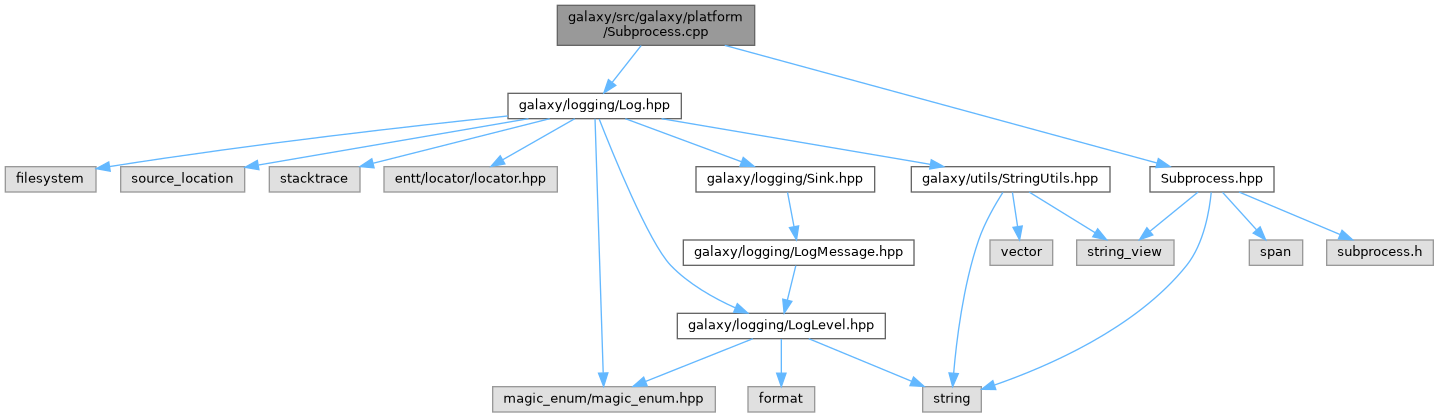 galaxy/src/galaxy/platform
/Subprocess.cpp
galaxy/logging/Log.hpp
filesystem
source_location
stacktrace
entt/locator/locator.hpp
galaxy/logging/Sink.hpp
galaxy/utils/StringUtils.hpp
Subprocess.hpp
galaxy/logging/LogMessage.hpp
vector
string_view
span
subprocess.h
galaxy/logging/LogLevel.hpp
magic_enum/magic_enum.hpp
format
string